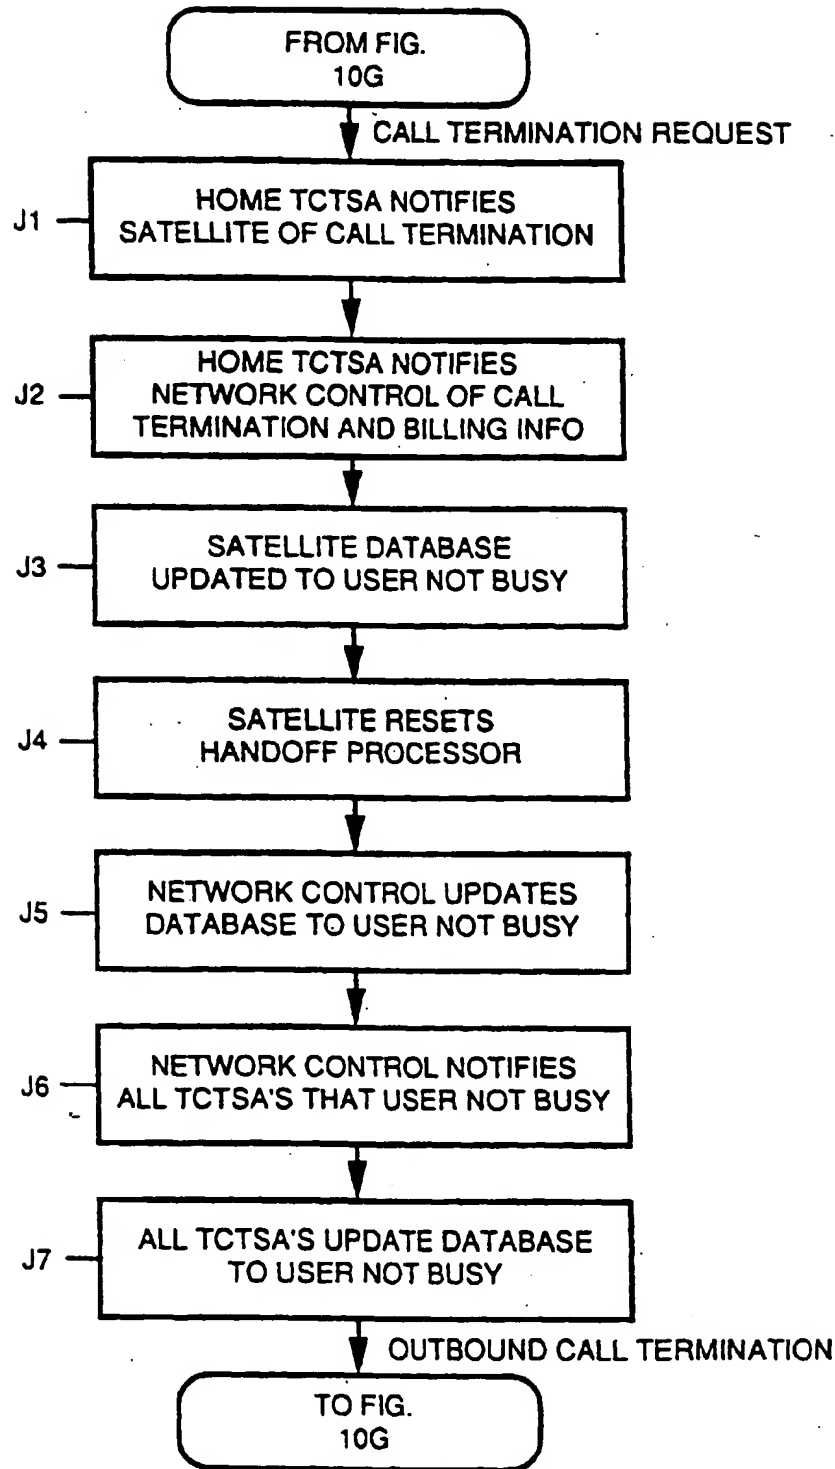 FROM FIG.
10G
CALL TERMINATION REQUEST
J1
HOME TCTSA NOTIFIES
SATELLITE OF CALL TERMINATION
J2
HOME TCTSA NOTIFIES
NETWORK CONTROL OF CALL
TERMINATION AND BILLING INFO
J3
SATELLITE DATABASE
UPDATED TO USER NOT BUSY
J4
SATELLITE RESETS
HANDOFF PROCESSOR
J5
NETWORK CONTROL UPDATES
DATABASE TO USER NOT BUSY
J6
NETWORK CONTROL NOTIFIES
ALL TCTSA'S THAT USER NOT BUSY
J7
ALL TCTSA'S UPDATE DATABASE
TO USER NOT BUSY
OUTBOUND CALL TERMINATION
TO FIG.
10G